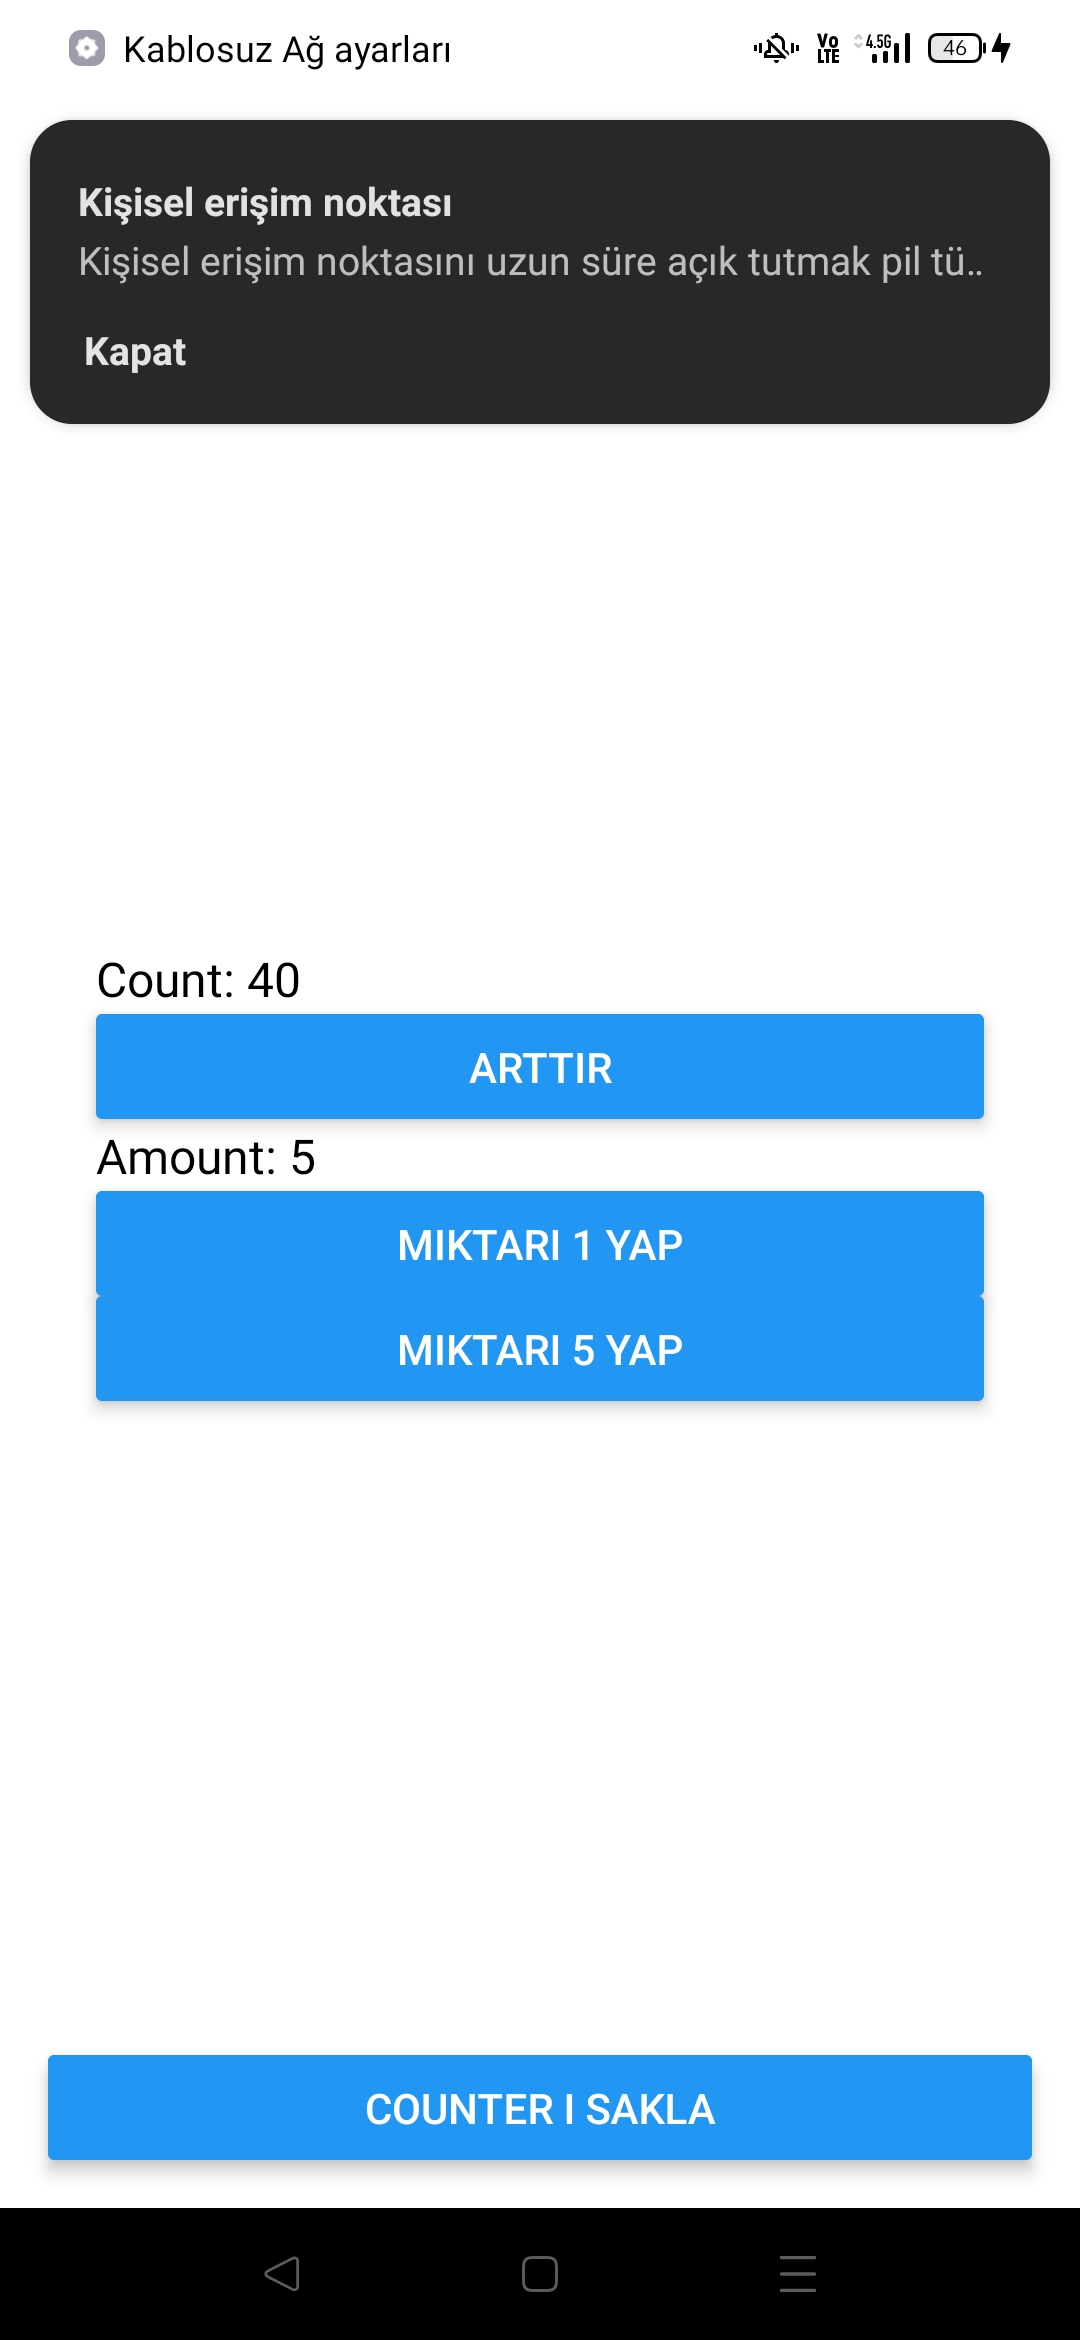 Kablosuz Ağ ayarları
Vo LTE 4.5G 46
Kişisel erişim noktası
Kişisel erişim noktasını uzun süre açık tutmak pil tü..
Kapat
Count: 40
ARTTIR
Amount: 5
MIKTARI 1 YAP
MIKTARI 5 YAP
COUNTER I SAKLA